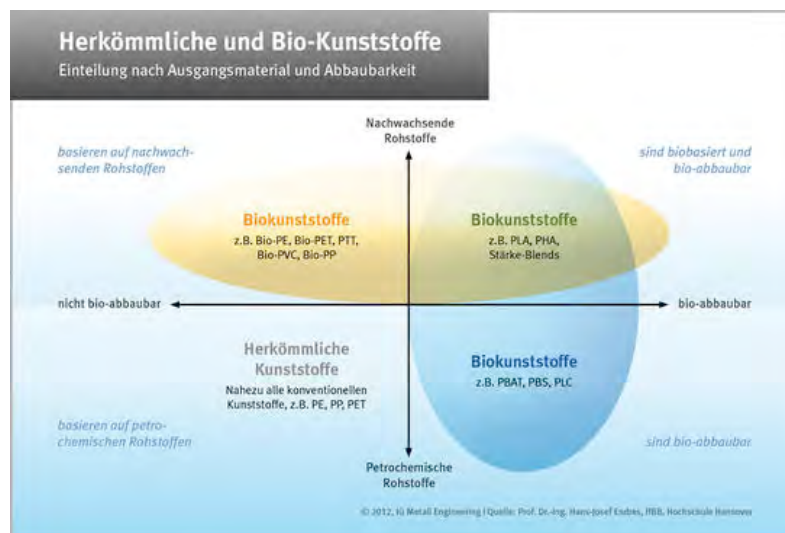 Herkömmliche und Bio-Kunststoffe
Einteilung nach Ausgangsmaterial und Abbaubarkeit
Nachwachsende
Rohstoffe
basieren auf nachwach-
senden Rohstoffen
sind biobasiert und
bio-abbaubar
Biokunststoffe
z.B. Bio-PE, Bio-PET, PTT,
Bio-PVC, Bio-PP
Biokunststoffe
z.B. PLA, PHA,
Stärke-Blends
nicht bio-abbaubar
bio-abbaubar
Herkömmliche
Kunststoffe
Nahezu alle konventionellen
Kunststoffe, z.B. PE, PP, PET
Biokunststoffe
z.B. PBAT, PBS, PLC
basieren auf petro-
chemischen Rohstoffen
sind bio-abbaubar
Petrochemische
Rohstoffe
© 2012, Metall Engineering | Quelle: Prof. Dr.-Ing. Hans-Josef Endres, Hochschule Hannover